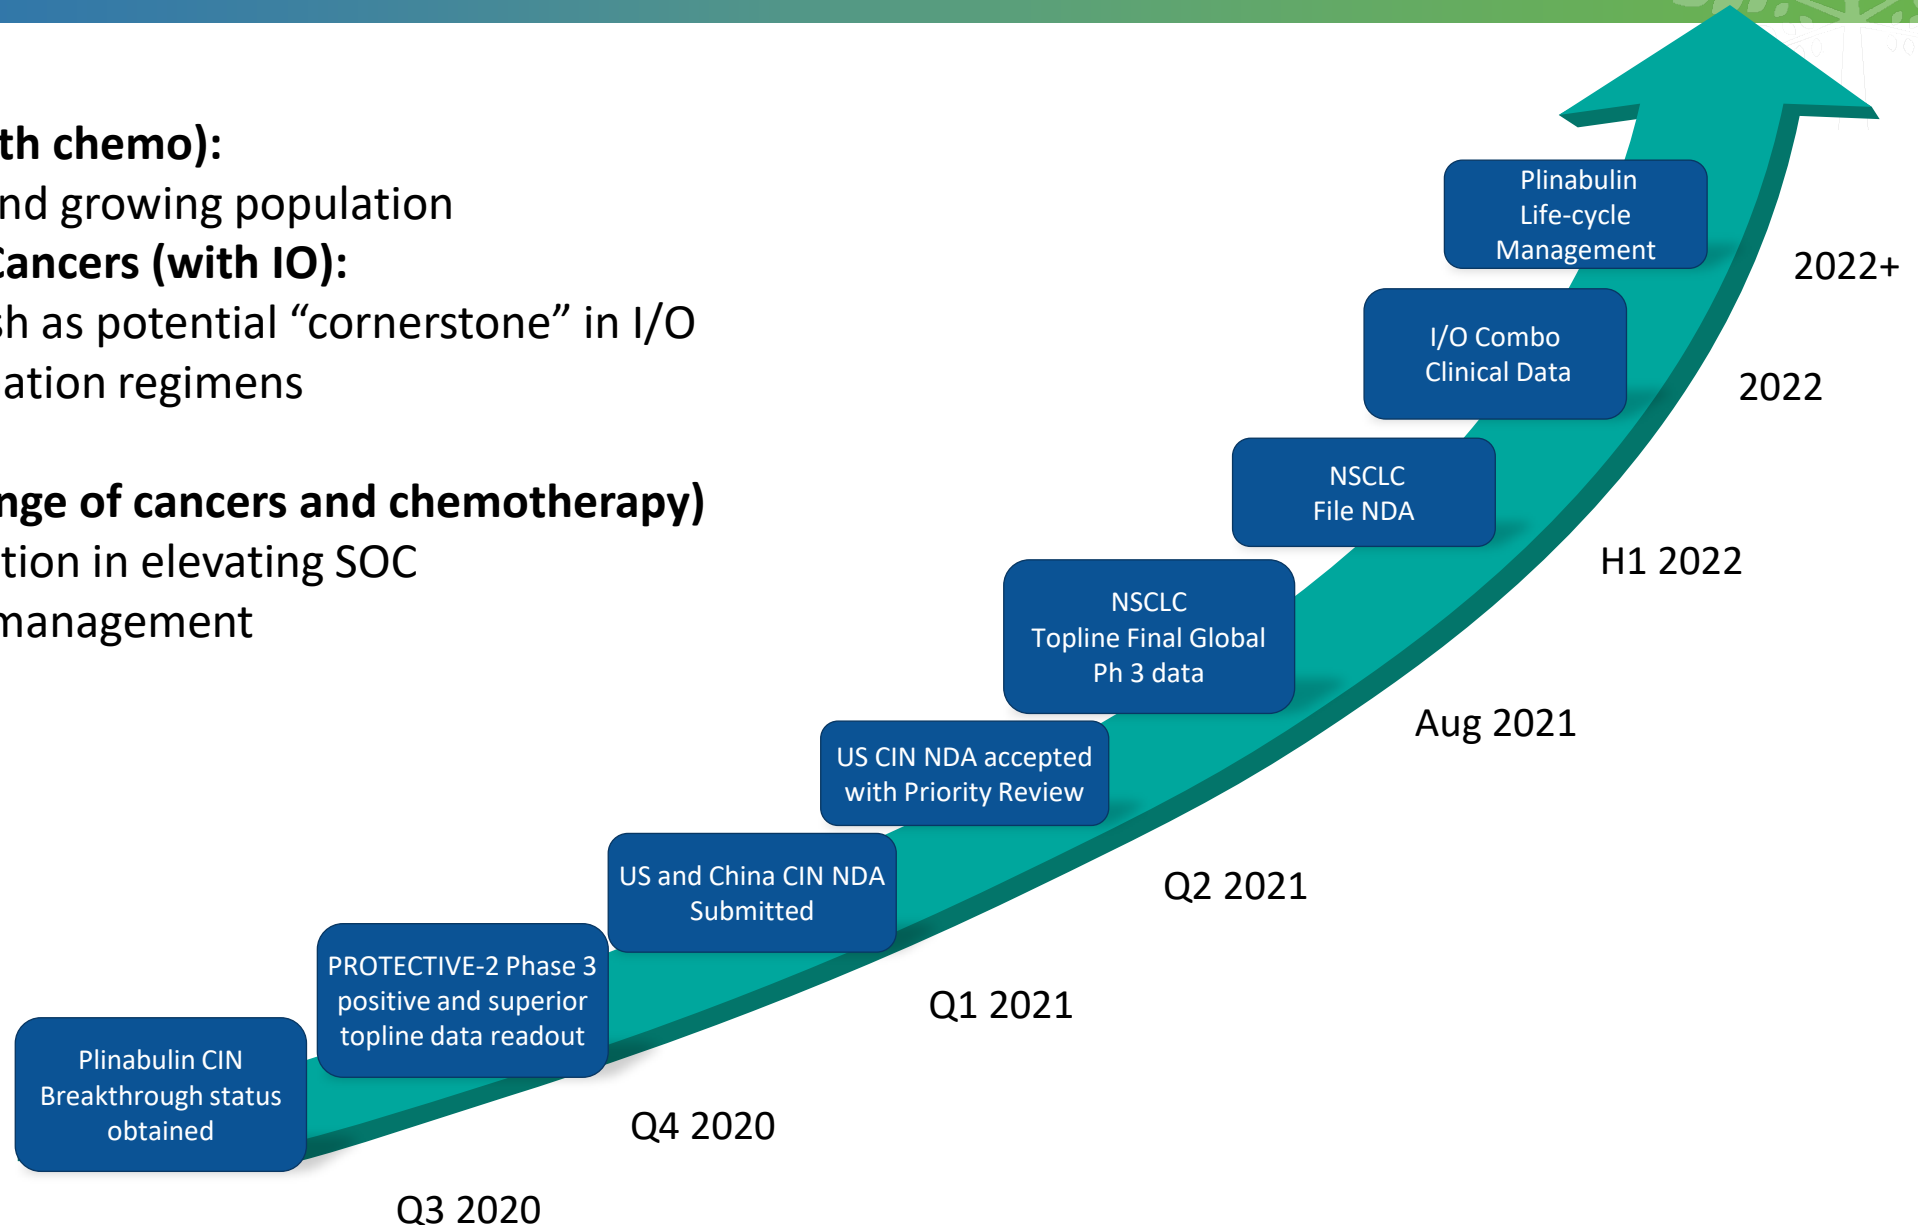 th chemo):
nd growing population
Cancers (with IO):
sh as potential “cornerstone” in I/O
ation regimens
nge of cancers and chemotherapy)
tion in elevating SOC
management
Plinabulin
Life-cycle
Management
2022+
I/O Combo
Clinical Data
2022
NSCLC
File NDA
H1 2022
NSCLC
Topline Final Global
Ph 3 data
Aug 2021
US CIN NDA accepted
with Priority Review
Q2 2021
US and China CIN NDA
Submitted
Q1 2021
PROTECTIVE-2 Phase 3
positive and superior
topline data readout
Q4 2020
Plinabulin CIN
Breakthrough status
obtained
Q3 2020